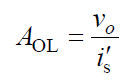 A_OL = v_o / i'_s